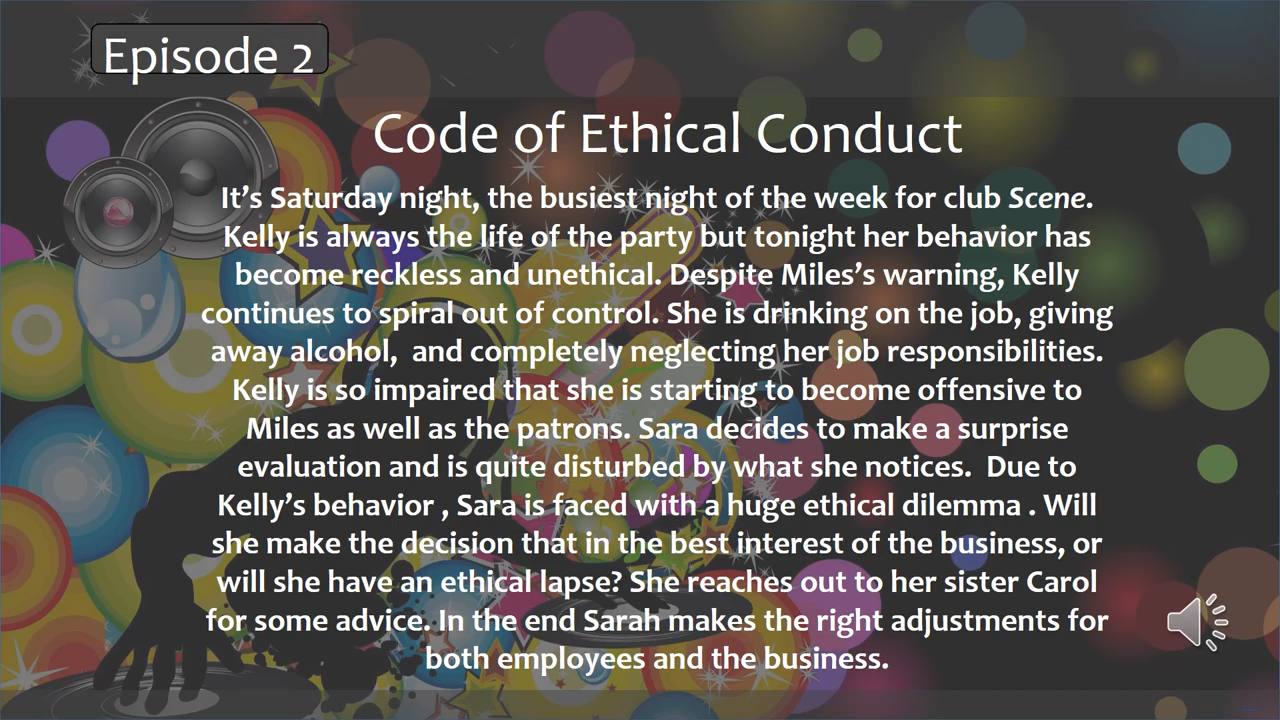 Episode 2
Code of Ethical Conduct
It’s Saturday night, the busiest night of the week for club Scene.
Kelly is always the life of the party but tonight her behavior has
become reckless and unethical. Despite Miles’s warning, Kelly
continues to spiral out of control. She is drinking on the job, giving
away alcohol,  and completely neglecting her job responsibilities.
Kelly is so impaired that she is starting to become offensive to
Miles as well as the patrons. Sara decides to make a surprise
evaluation and is quite disturbed by what she notices.  Due to
Kelly’s behavior , Sara is faced with a huge ethical dilemma . Will
she make the decision that in the best interest of the business, or
will she have an ethical lapse? She reaches out to her sister Carol
for some advice. In the end Sarah makes the right adjustments for
both employees and the business.